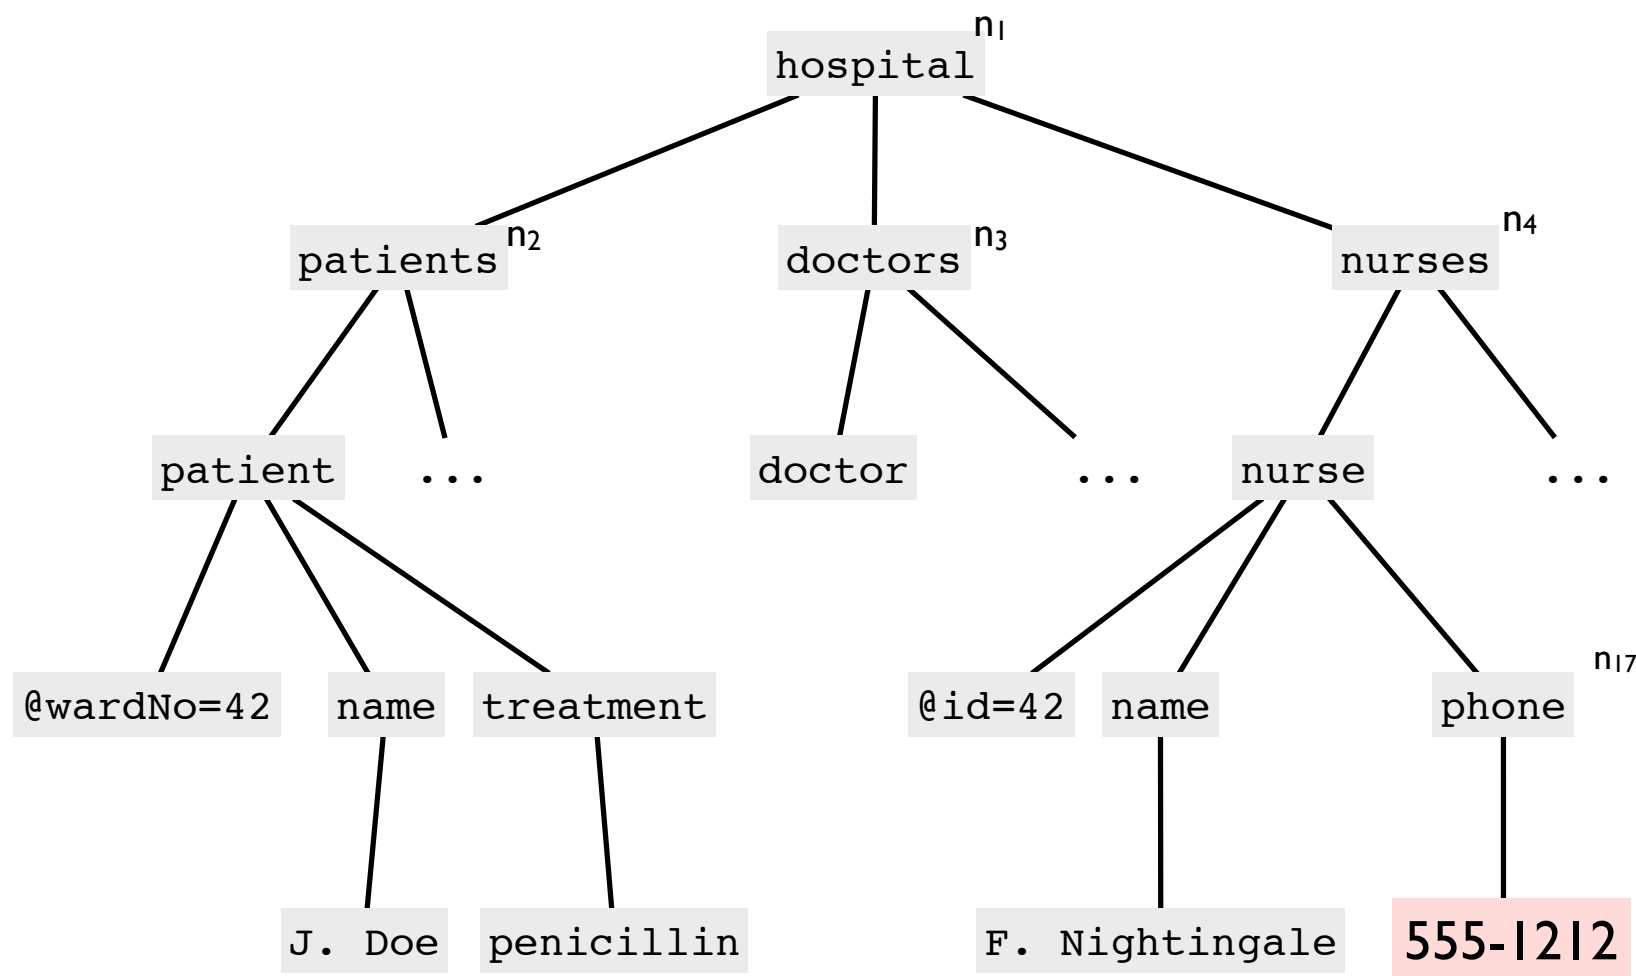 n1
hospital
n2
n3
n4
patients
doctors
nurses
patient
...
doctor
...
nurse
...
n17
@wardNo=42
name
treatment
@id=42
name
phone
J. Doe
penicillin
F. Nightingale
555-1212